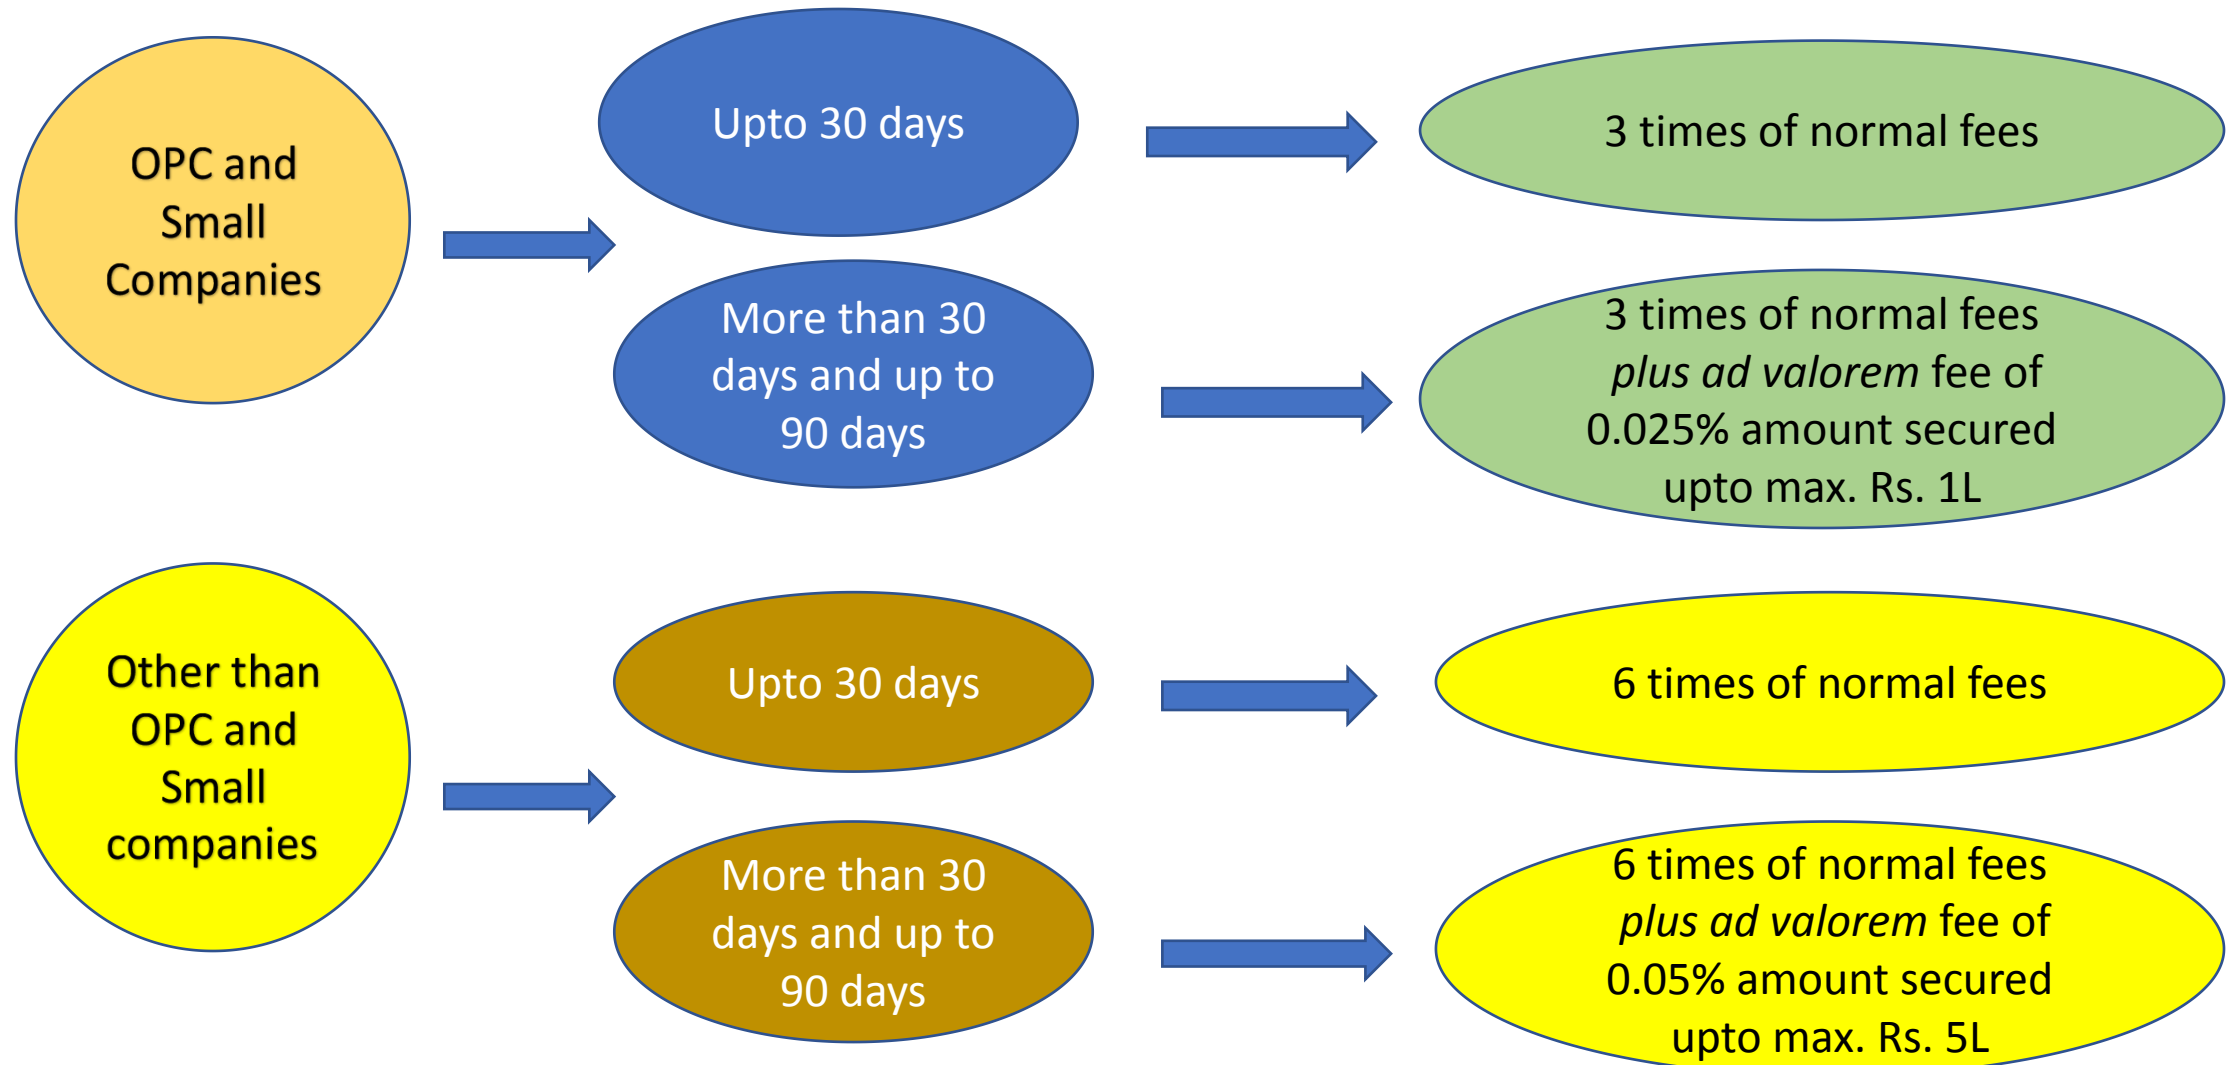 OPC and
Small
Companies
Upto 30 days
3 times of normal fees
More than 30
days and up to
90 days
3 times of normal fees
plus ad valorem fee of
0.025% amount secured
upto max. Rs. 1L
Other than
OPC and
Small
companies
Upto 30 days
6 times of normal fees
More than 30
days and up to
90 days
6 times of normal fees
plus ad valorem fee of
0.05% amount secured
upto max. Rs. 5L